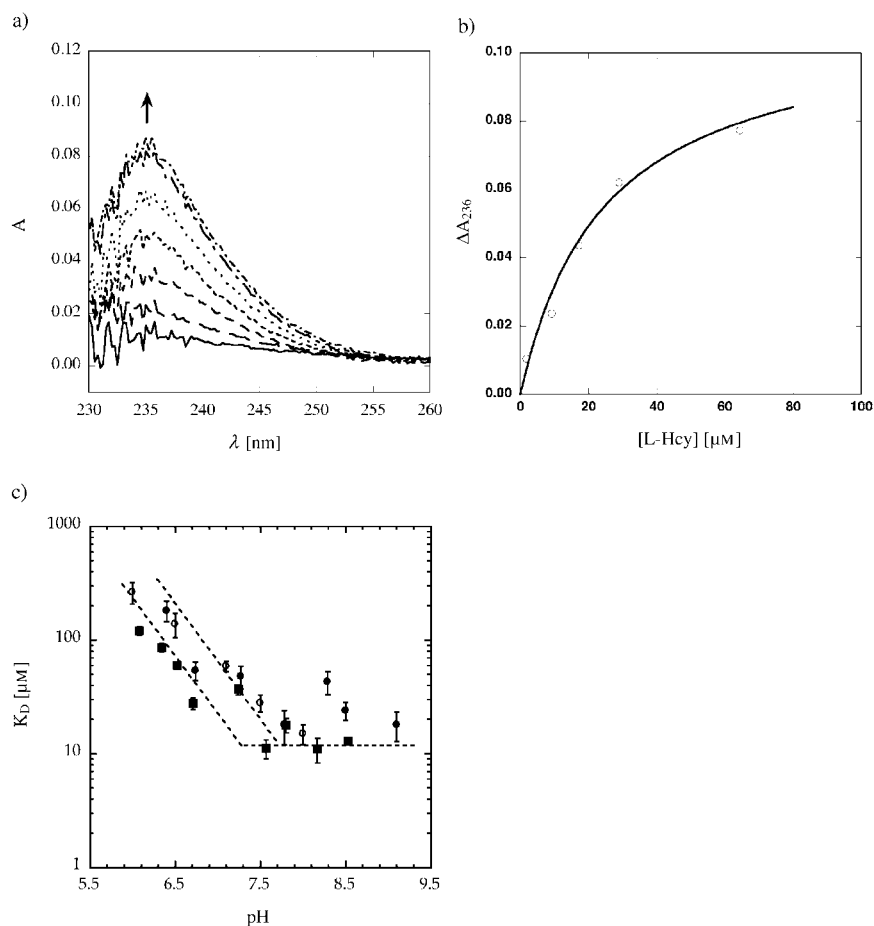 a)
0.12
0.10
0.08
0.06
0.04
0.02
0.00
A
230 235 240 245 250 255 260
λ [nm]
b)
0.10
0.08
0.06
0.04
0.02
0.00
ΔA236
0 20 40 60 80 100
[L-Hcy] [μM]
c)
1000
100
10
1
KD [μM]
5.5 6.5 7.5 8.5 9.5
pH